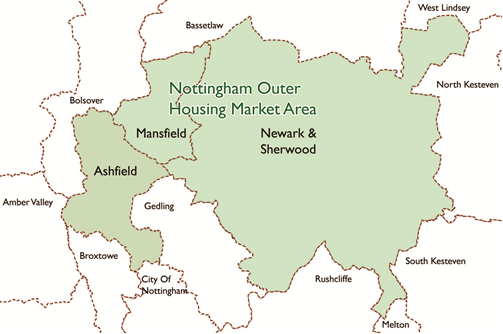 West Lindsey
Bassetlaw
North Kesteven
Nottingham Outer
Housing Market Area
Bolsover
Mansfield
Newark &
Sherwood
Ashfield
Amber Valley
Gedling
Broxtowe
South Kesteven
City Of
Nottingham
Rushcliffe
Melton